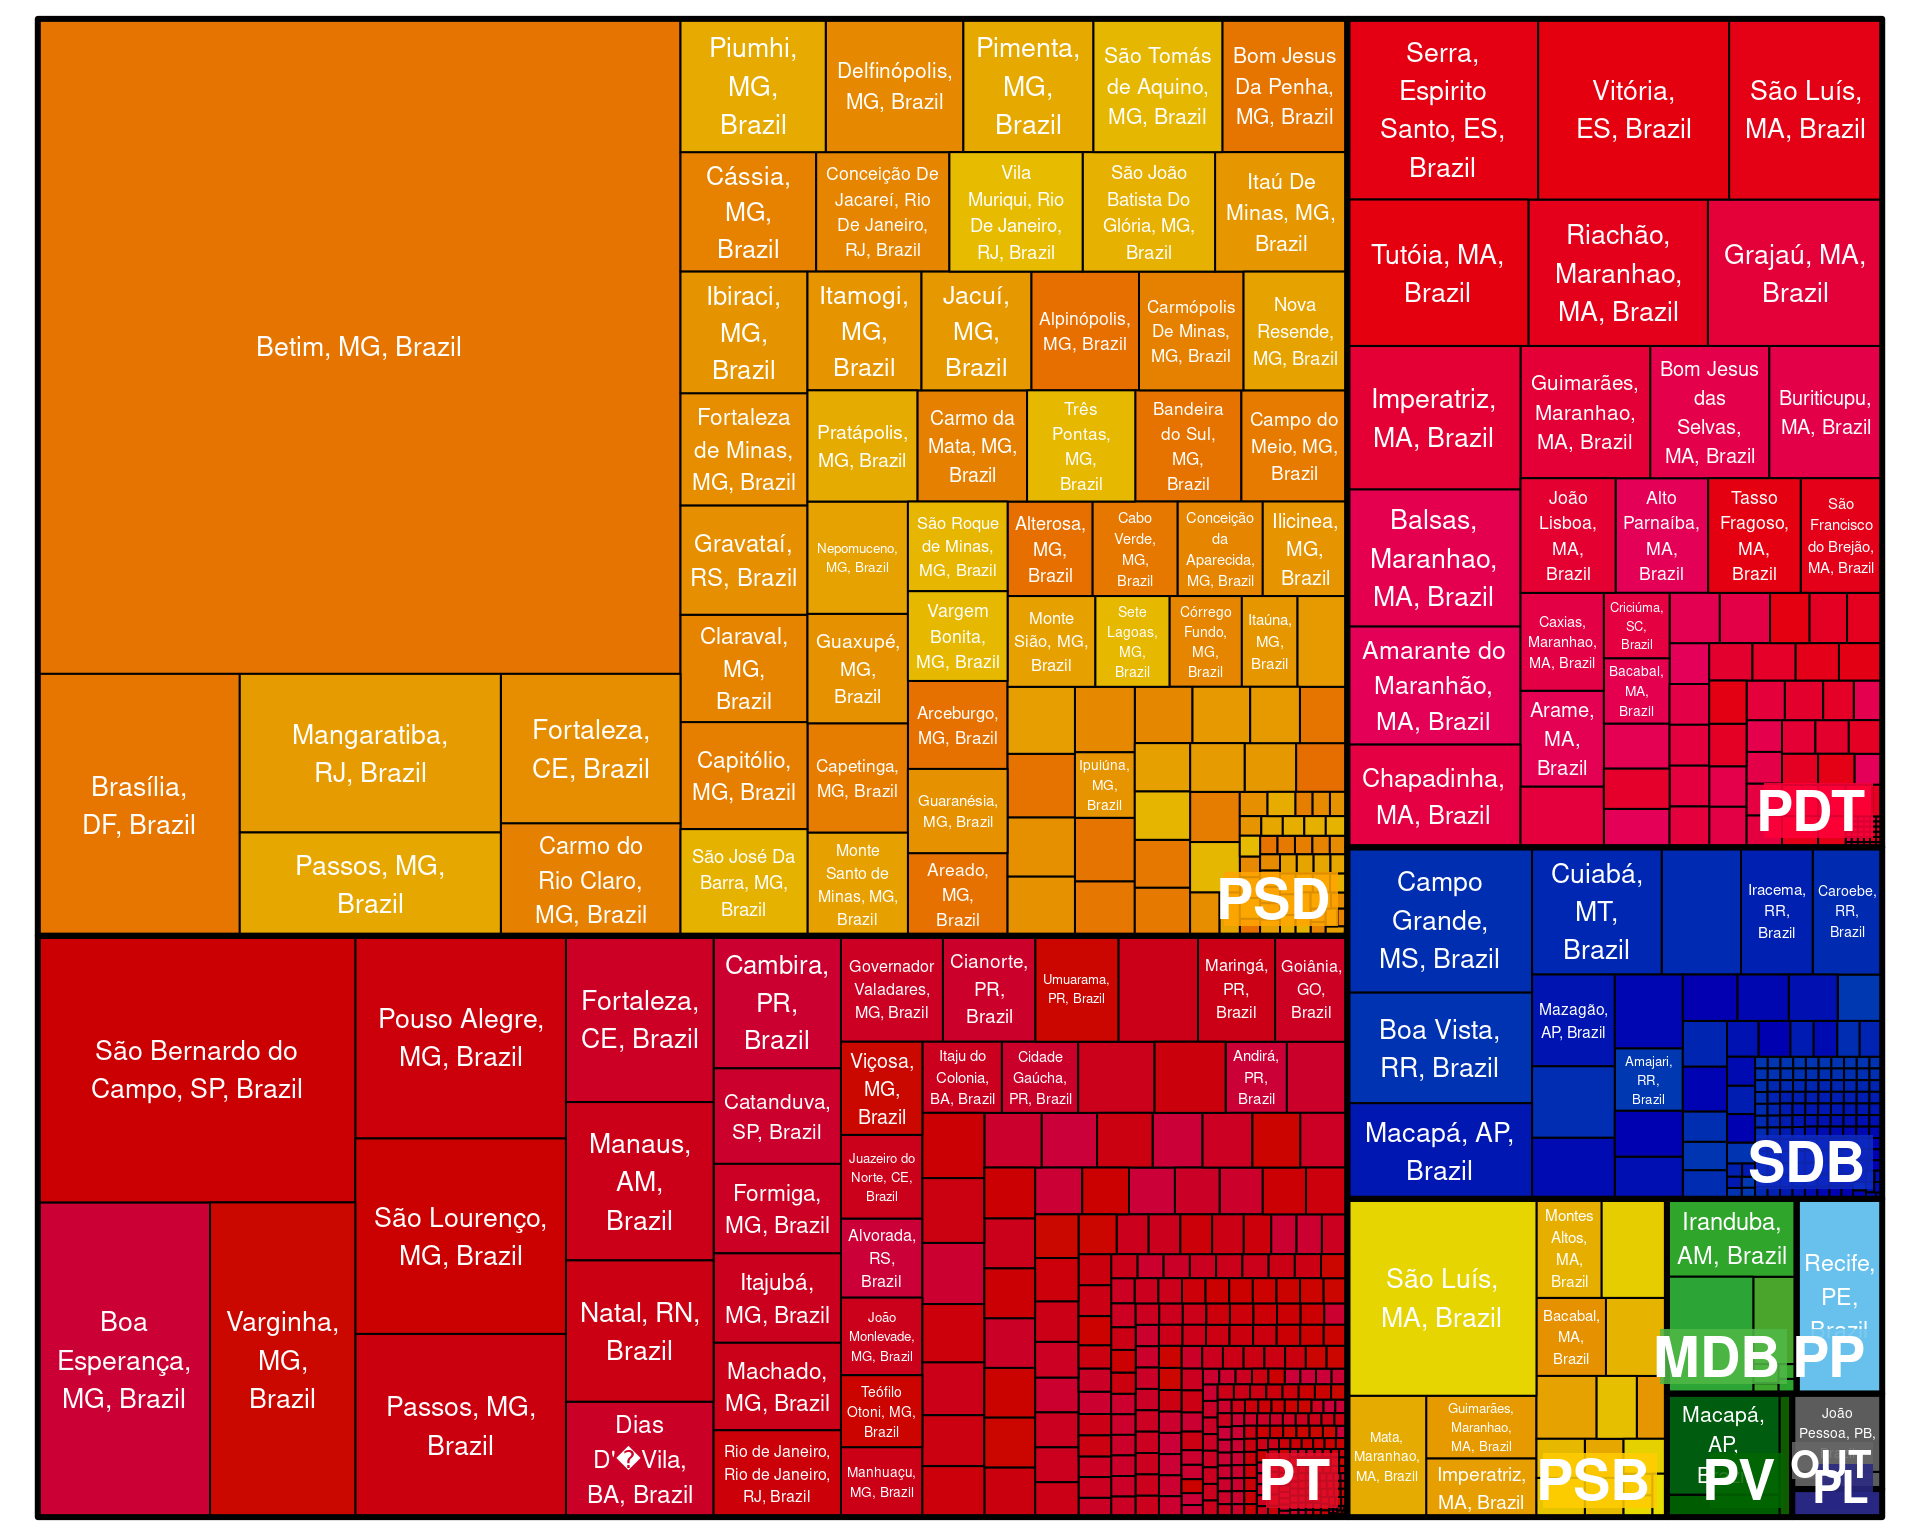 Betim, MG, Brazil
Brasília,
DF, Brazil
Mangaratiba,
RJ, Brazil
Passos, MG,
Brazil
Fortaleza,
CE, Brazil
Carmo do
Rio Claro,
MG, Brazil
Piumhi,
MG,
Brazil
Delfinópolis,
MG, Brazil
Pimenta,
MG,
Brazil
São Tomás
de Aquino,
MG, Brazil
Bom Jesus
Da Penha,
MG, Brazil
Cássia,
MG,
Brazil
Conceição De
Jacareí, Rio
De Janeiro,
RJ, Brazil
Vila
Muriqui, Rio
De Janeiro,
RJ, Brazil
São João
Batista Do
Glória, MG,
Brazil
Itaú De
Minas, MG,
Brazil
Ibiraci,
MG,
Brazil
Itamogi,
MG,
Brazil
Jacuí,
MG,
Brazil
Alpinópolis,
MG, Brazil
Carmópolis
De Minas,
MG, Brazil
Nova
Resende,
MG, Brazil
Fortaleza
de Minas,
MG, Brazil
Pratápolis,
MG, Brazil
Carmo da
Mata, MG,
Brazil
Três
Pontas,
MG,
Brazil
Bandeira
do Sul,
MG,
Brazil
Campo do
Meio, MG,
Brazil
Gravataí,
RS, Brazil
Nepomuceno,
MG, Brazil
São Roque
de Minas,
MG, Brazil
Alterosa,
MG,
Brazil
Cabo
Verde,
MG,
Brazil
Conceição
da
Aparecida,
MG, Brazil
Ilicinea,
MG,
Brazil
Claraval,
MG,
Brazil
Guaxupé,
MG,
Brazil
Vargem
Bonita,
MG, Brazil
Monte
Sião, MG,
Brazil
Sete
Lagoas,
MG,
Brazil
Córrego
Fundo,
MG,
Brazil
Itaúna,
MG,
Brazil
Capitólio,
MG, Brazil
Capetinga,
MG, Brazil
Arceburgo,
MG, Brazil
Ipuiúna,
MG,
Brazil
Guaranésia,
MG, Brazil
São José Da
Barra, MG,
Brazil
Monte
Santo de
Minas, MG,
Brazil
Areado,
MG,
Brazil
PSD
São Bernardo do
Campo, SP, Brazil
Boa
Esperança,
MG, Brazil
Varginha,
MG,
Brazil
Pouso Alegre,
MG, Brazil
São Lourenço,
MG, Brazil
Passos, MG,
Brazil
Fortaleza,
CE, Brazil
Manaus,
AM,
Brazil
Natal, RN,
Brazil
Dias
D'�Vila,
BA, Brazil
Cambira,
PR,
Brazil
Catanduva,
SP, Brazil
Formiga,
MG, Brazil
Itajubá,
MG, Brazil
Machado,
MG, Brazil
Rio de Janeiro,
Rio de Janeiro,
RJ, Brazil
Governador
Valadares,
MG, Brazil
Cianorte,
PR,
Brazil
Umuarama,
PR, Brazil
Maringá,
PR,
Brazil
Goiânia,
GO,
Brazil
Viçosa,
MG,
Brazil
Itaju do
Colonia,
BA, Brazil
Cidade
Gaúcha,
PR, Brazil
Andirá,
PR,
Brazil
Juazeiro do
Norte, CE,
Brazil
Alvorada,
RS,
Brazil
João
Monlevade,
MG, Brazil
Teófilo
Otoni, MG,
Brazil
Manhuaçu,
MG, Brazil
PT
Serra,
Espirito
Santo, ES,
Brazil
Vitória,
ES, Brazil
São Luís,
MA, Brazil
Tutóia, MA,
Brazil
Riachão,
Maranhao,
MA, Brazil
Grajaú, MA,
Brazil
Imperatriz,
MA, Brazil
Guimarães,
Maranhao,
MA, Brazil
Bom Jesus
das
Selvas,
MA, Brazil
Buriticupu,
MA, Brazil
Balsas,
Maranhao,
MA, Brazil
João
Lisboa,
MA,
Brazil
Alto
Parnaíba,
MA,
Brazil
Tasso
Fragoso,
MA,
Brazil
São
Francisco
do Brejão,
MA, Brazil
Amarante do
Maranhão,
MA, Brazil
Caxias,
Maranhao,
MA, Brazil
Criciúma,
SC,
Brazil
Bacabal,
MA,
Brazil
Arame,
MA,
Brazil
Chapadinha,
MA, Brazil
PDT
Campo
Grande,
MS, Brazil
Cuiabá,
MT,
Brazil
Iracema,
RR,
Brazil
Caroebe,
RR,
Brazil
Boa Vista,
RR, Brazil
Mazagão,
AP, Brazil
Amajari,
RR,
Brazil
Macapá, AP,
Brazil
SDB
São Luís,
MA, Brazil
Montes
Altos,
MA,
Brazil
Bacabal,
MA,
Brazil
Mata,
Maranhao,
MA, Brazil
Guimarães,
Maranhao,
MA, Brazil
Imperatriz,
MA, Brazil
PSB
Iranduba,
AM, Brazil
MDB
Recife,
PE,
Brazil
PP
Macapá,
AP,
PV
João
Pessoa, PB,
OUT
PL